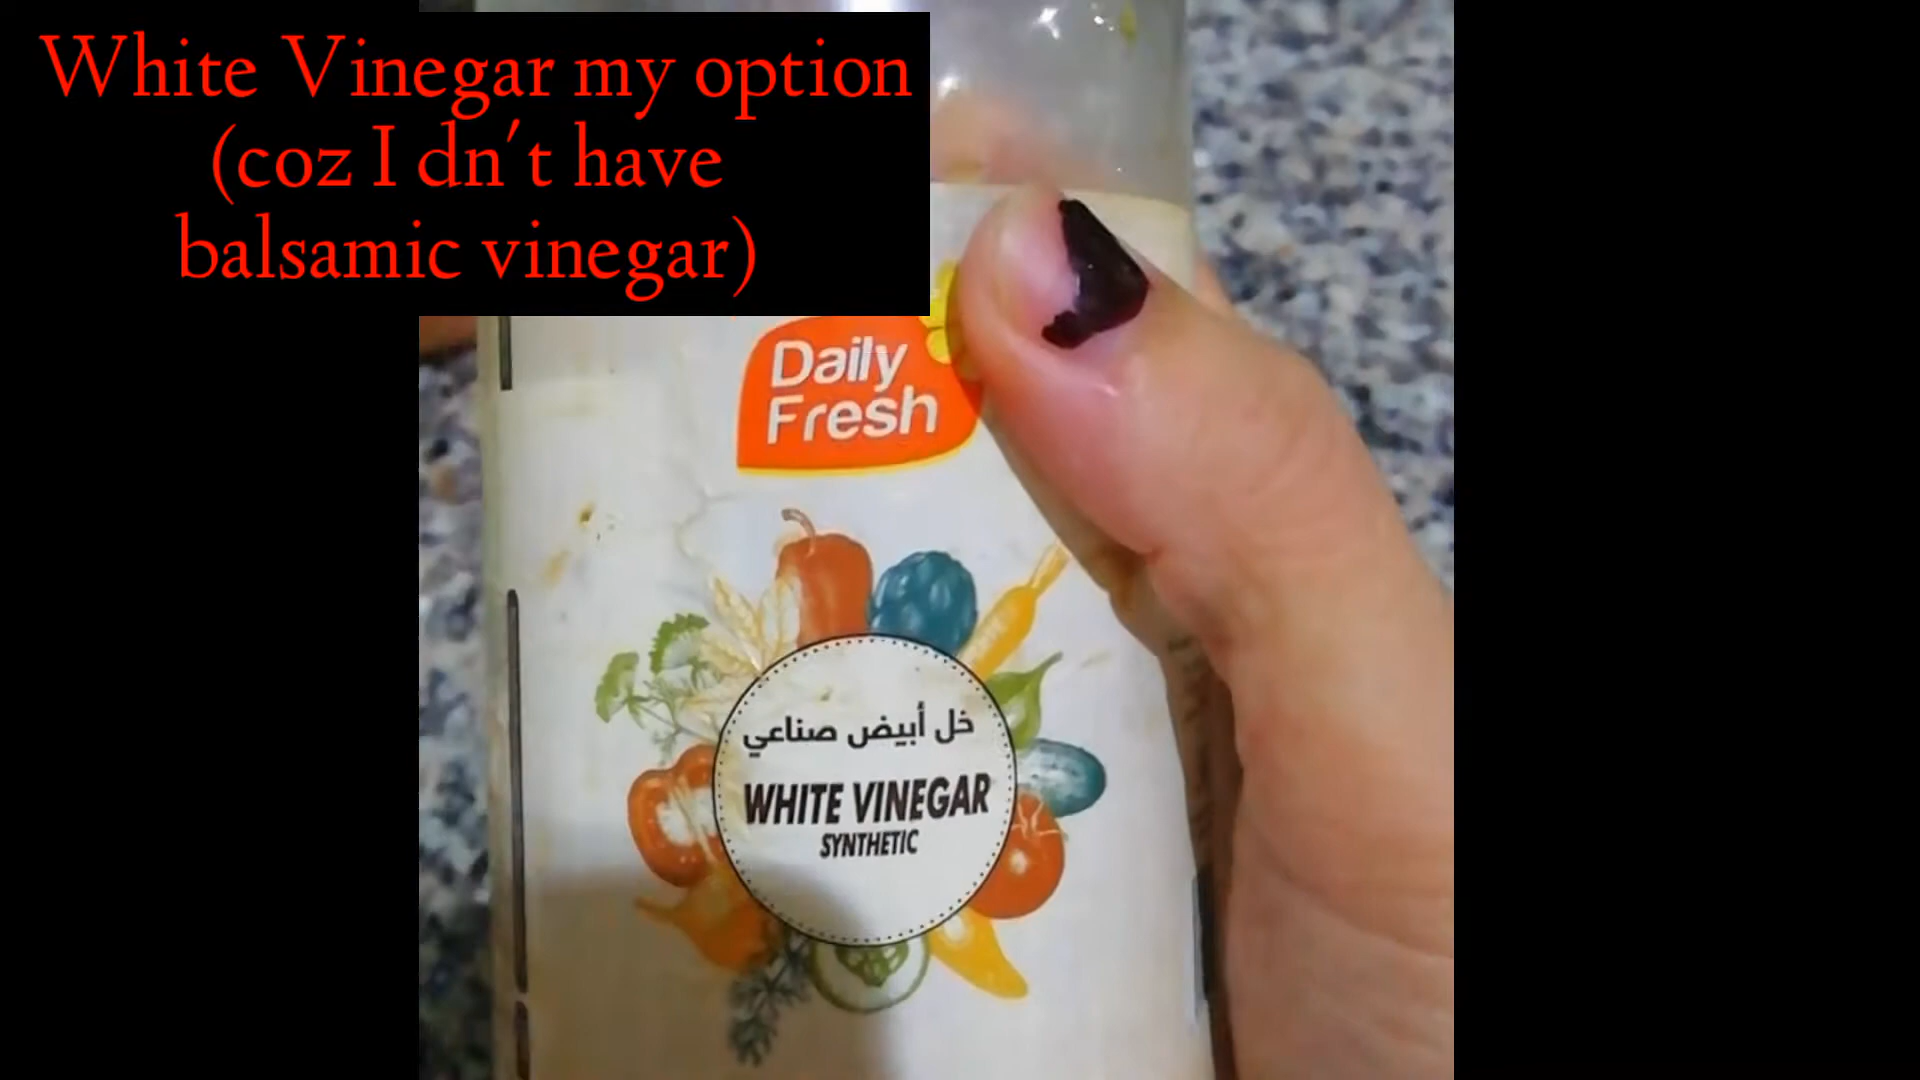 White Vinegar my option
(coz I dn't have
balsamic vinegar)
Daily
Fresh
خل أبيض صناعي
WHITE VINEGAR
SYNTHETIC